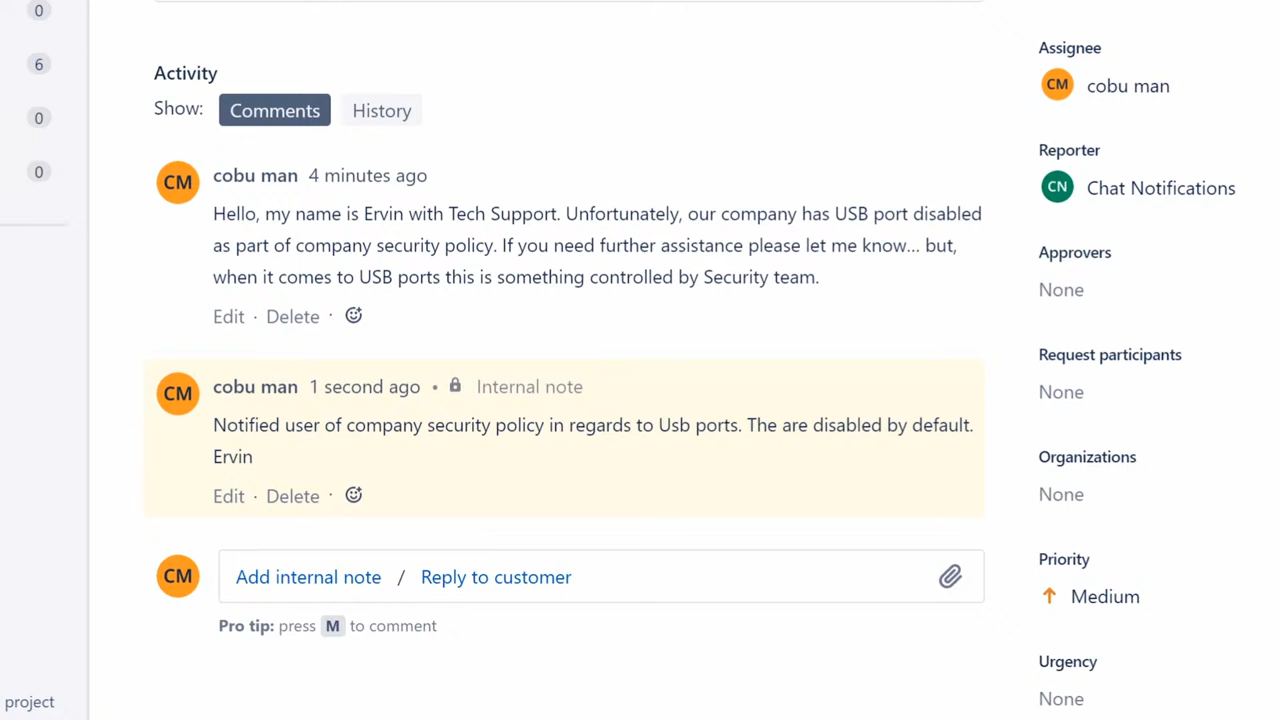 0
6
0
0
project
Activity
Show: Comments History
CM cobu man 4 minutes ago
Hello, my name is Ervin with Tech Support. Unfortunately, our company has USB port disabled
as part of company security policy. If you need further assistance please let me know... but,
when it comes to USB ports this is something controlled by Security team.
Edit · Delete ·
CM cobu man 1 second ago • Internal note
Notified user of company security policy in regards to Usb ports. The are disabled by default.
Ervin
Edit · Delete ·
CM Add internal note / Reply to customer
Pro tip: press M to comment
Assignee
CM cobu man
Reporter
CN Chat Notifications
Approvers
None
Request participants
None
Organizations
None
Priority
Medium
Urgency
None